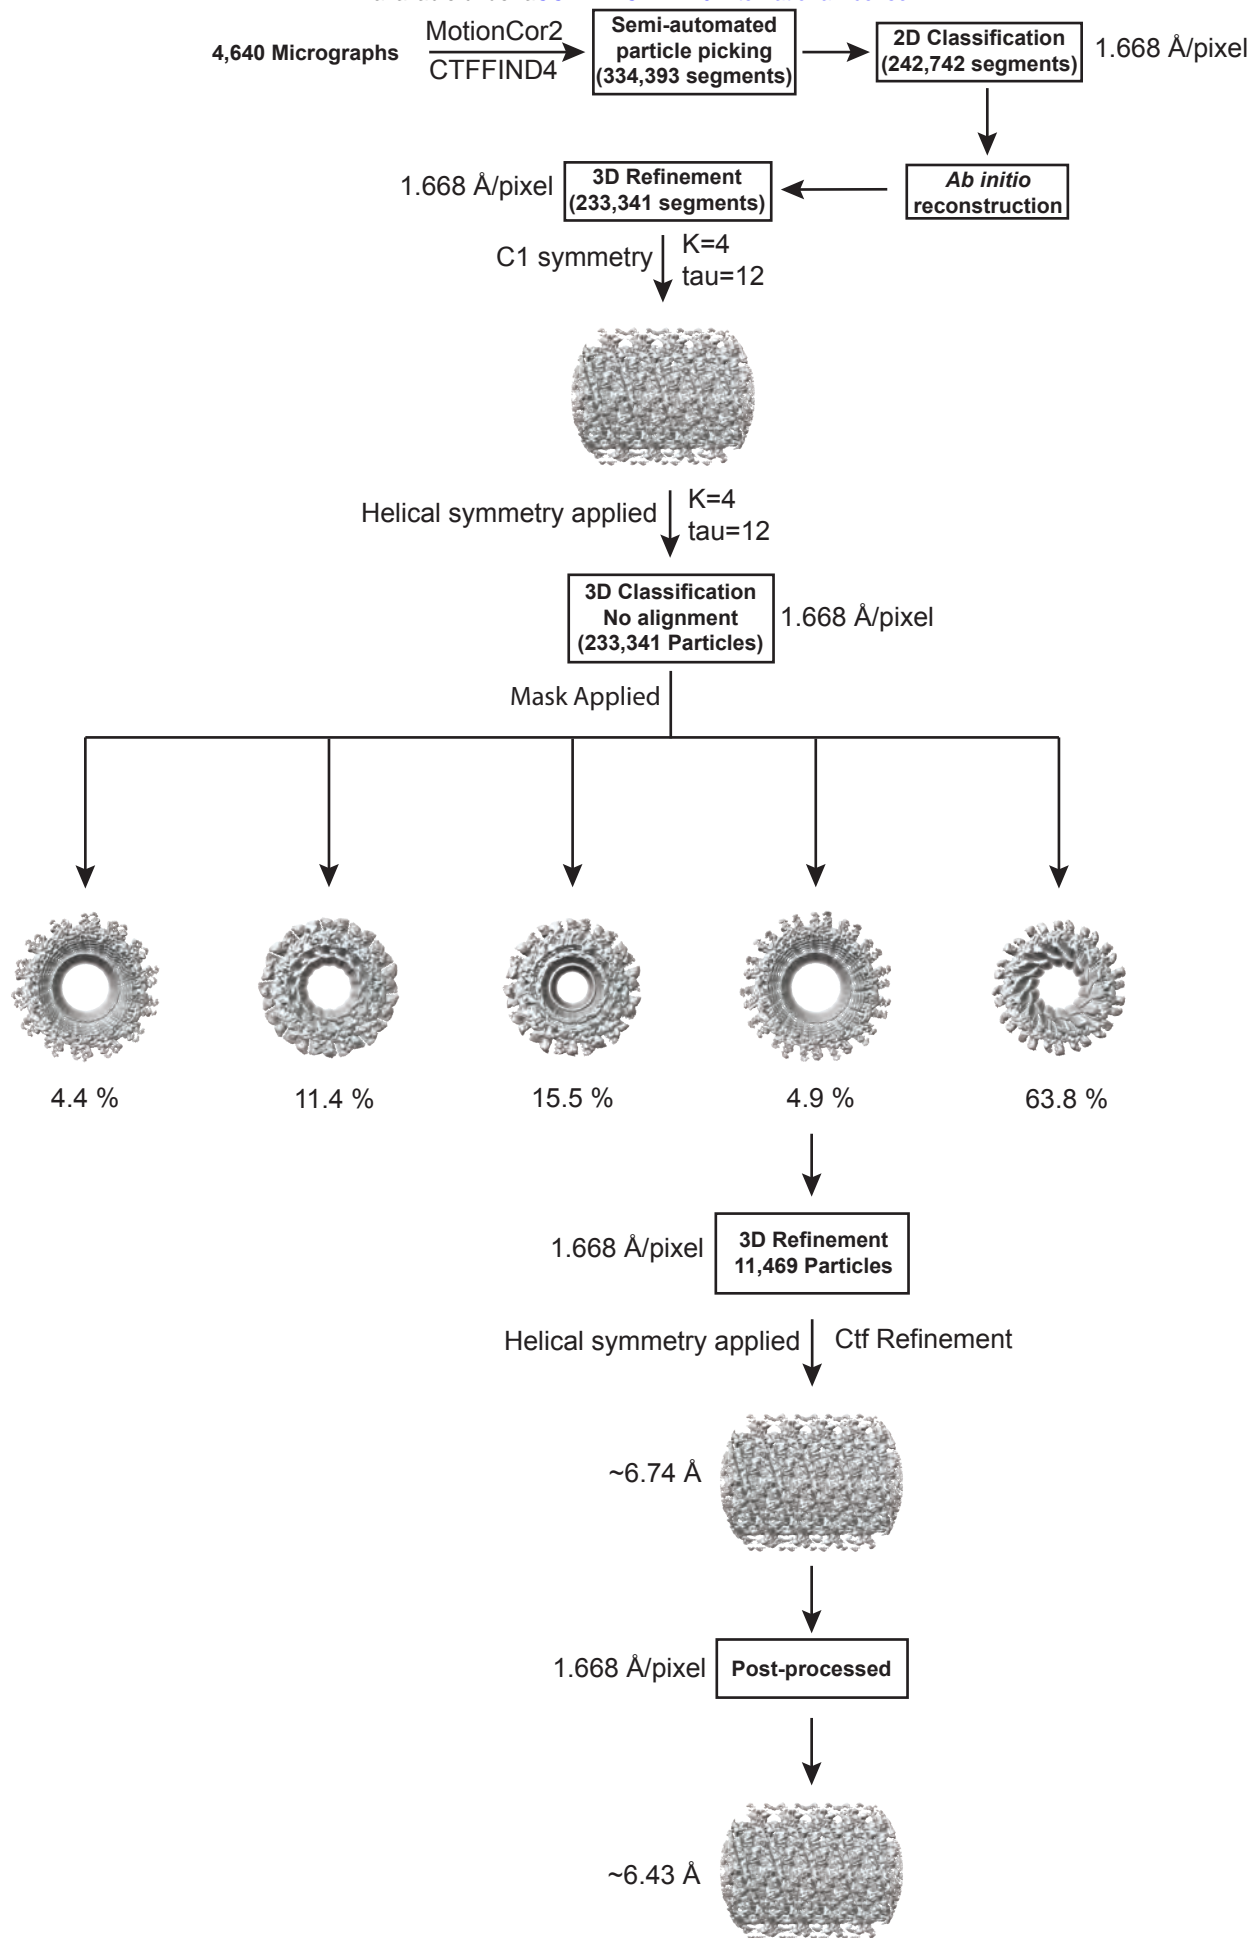 MotionCor2
4,640 Micrographs
CTFFIND4
Semi-automated
particle picking
(334,393 segments)
2D Classification
(242,742 segments)
1.668 Å/pixel
1.668 Å/pixel
3D Refinement
(233,341 segments)
Ab initio
reconstruction
C1 symmetry
K=4
tau=12
Helical symmetry applied
K=4
tau=12
3D Classification
No alignment
(233,341 Particles)
1.668 Å/pixel
Mask Applied
4.4 %
11.4 %
15.5 %
4.9 %
63.8 %
1.668 Å/pixel
3D Refinement
11,469 Particles
Helical symmetry applied
Ctf Refinement
~6.74 Å
1.668 Å/pixel
Post-processed
~6.43 Å